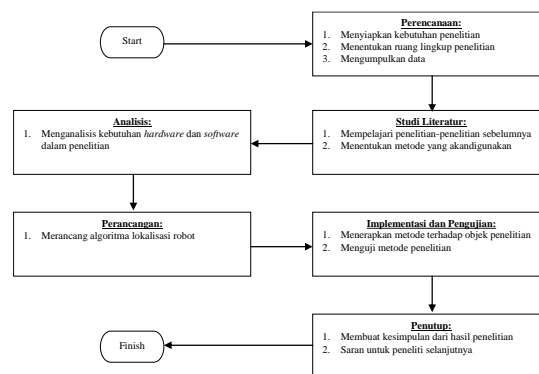 Start
Perencanaan:
1. Menyiapkan kebutuhan penelitian
2. Menentukan ruang lingkup penelitian
3. Mengumpulkan data
Studi Literatur:
1. Mempelajari penelitian-penelitian sebelumnya
2. Menentukan metode yang akandigunakan
Analisis:
1. Menganalisis kebutuhan hardware dan software
dalam penelitian
Perancangan:
1. Merancang algoritma lokalisasi robot
Implementasi dan Pengujian:
1. Menerapkan metode terhadap objek penelitian
2. Menguji metode penelitian
Penutup:
1. Membuat kesimpulan dari hasil penelitian
2. Saran untuk peneliti selanjutnya
Finish